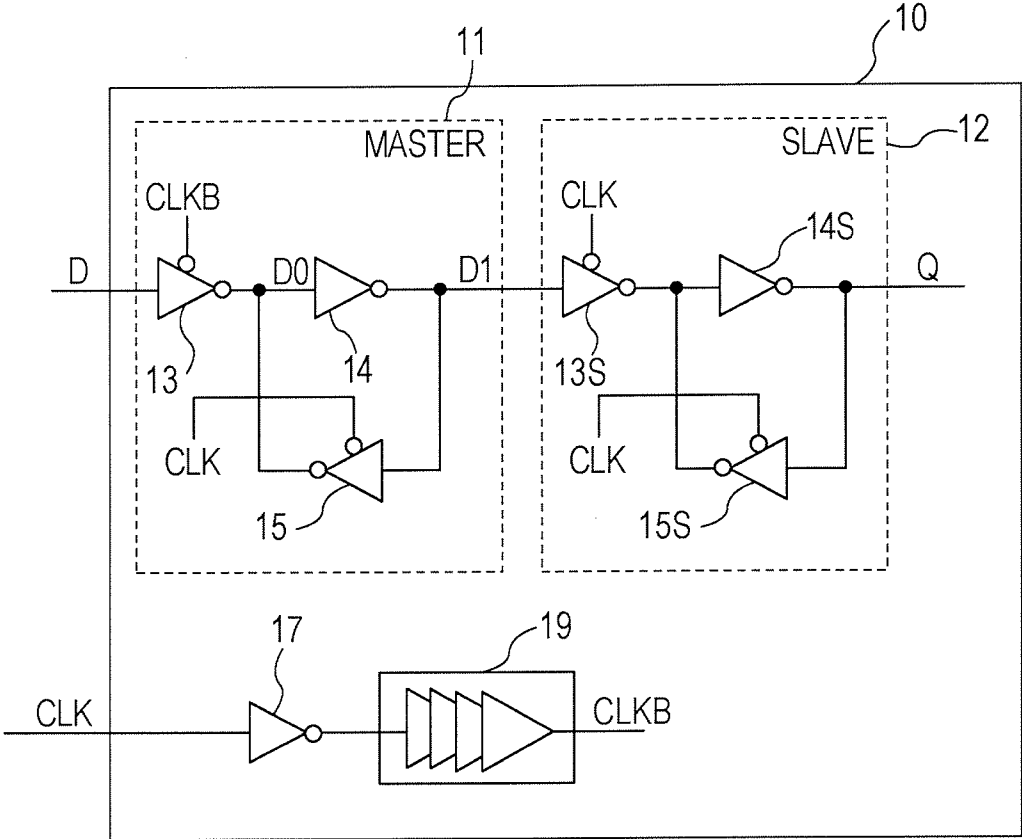 10
11
MASTER
SLAVE
12
CLKB
CLK
14S
D
D0
D1
Q
13
14
13S
CLK
CLK
15
15S
17
19
CLK
CLKB